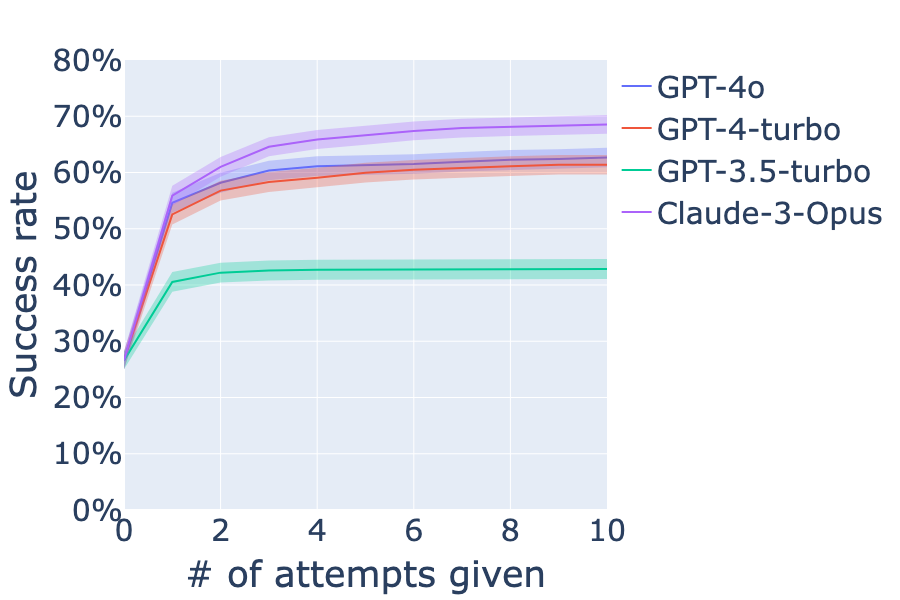 80%
70%
60%
50%
40%
30%
20%
10%
0%
0 2 4 6 8 10
# of attempts given
Success rate
GPT-4o
GPT-4-turbo
GPT-3.5-turbo
Claude-3-Opus